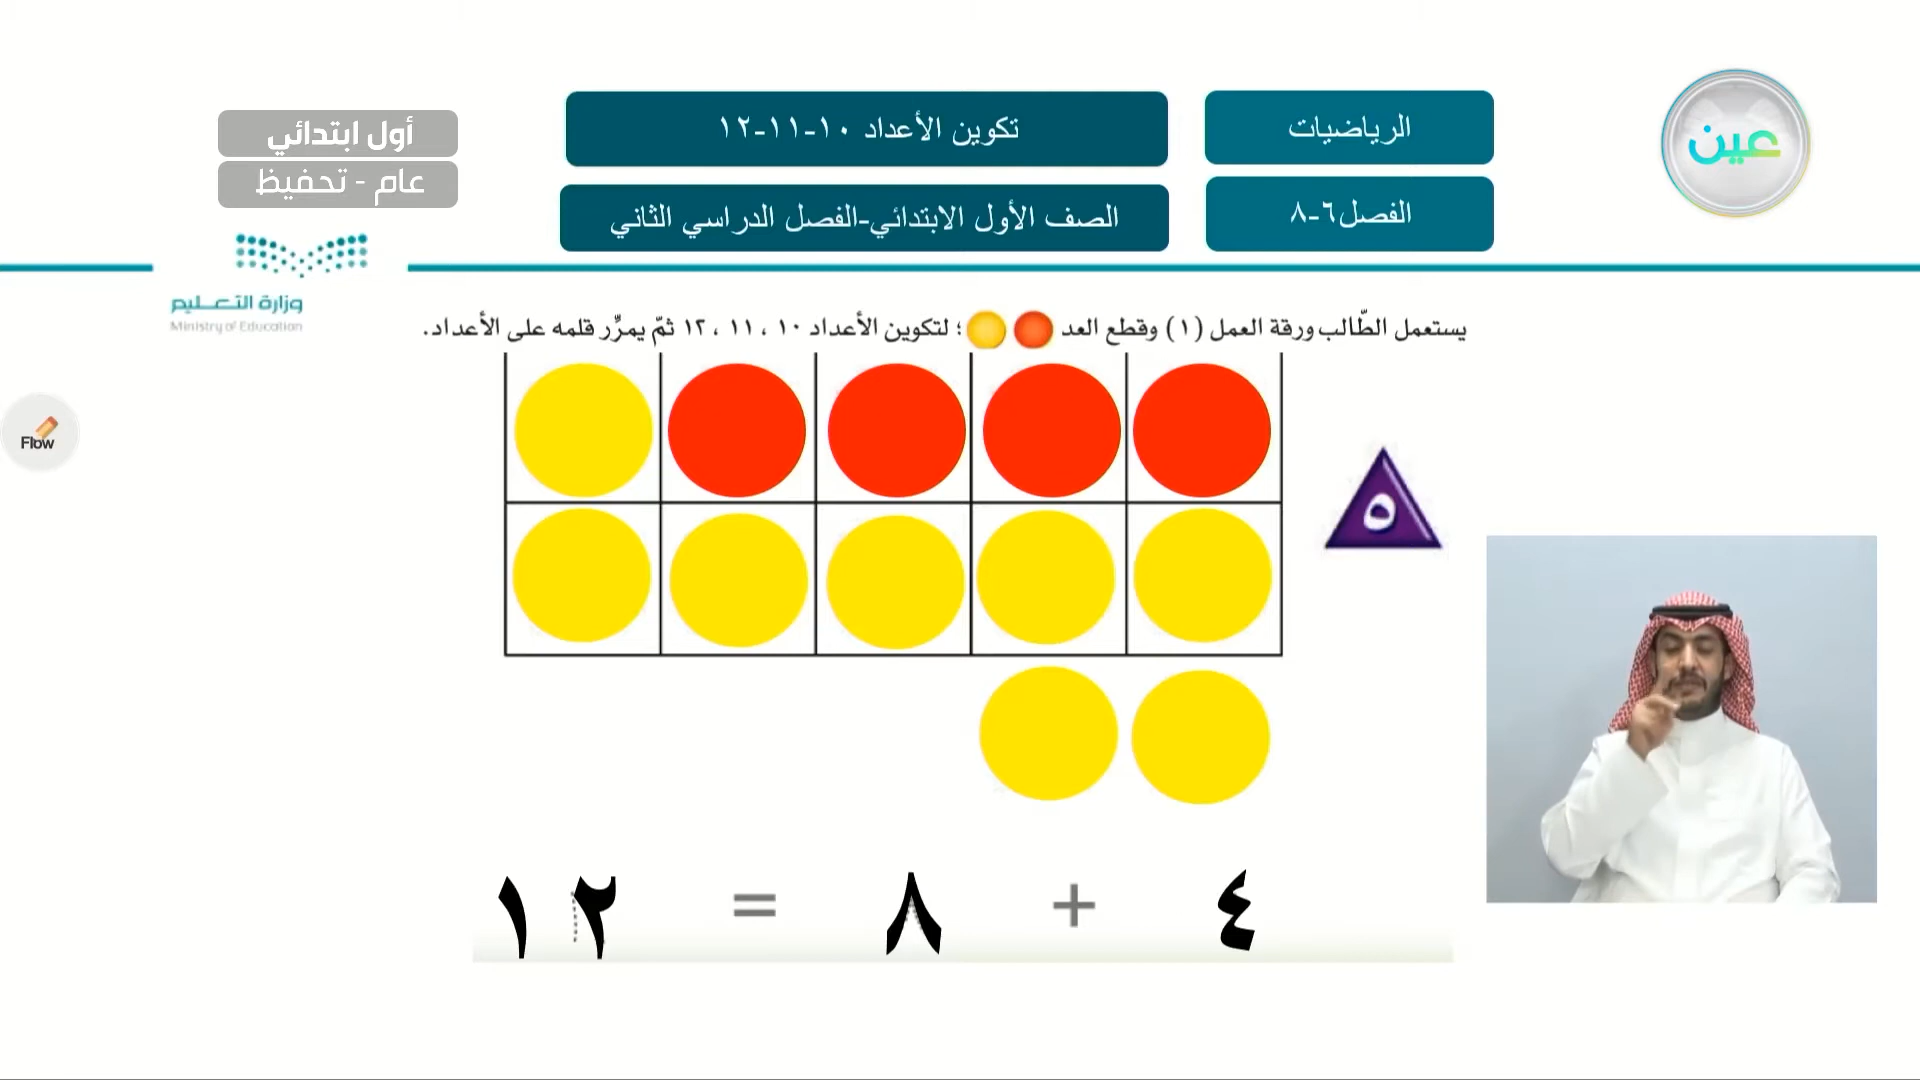 عين
الرياضيات
تكوين الأعداد ١٠-١١-١٢
أول ابتدائي
عام - تحفيظ
الفصل٦-٨
الصف الأول الابتدائي-الفصل الدراسي الثاني
وزارة التعـــليم
Ministry of Education
يستعمل الطّالب ورقة العمل (١) وقطع العد ؛ لتكوين الأعداد ١٠ ، ١١ ، ١٢ ثمّ يمرِّر قلمه على الأعداد.
Flow
٥
٤ + ٨ = ١٢